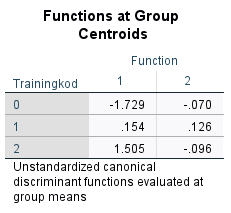 Functions at Group
Centroids
Function
Trainingkod 1 2
0 -1.729 -.070
1 .154 .126
2 1.505 -.096
Unstandardized canonical
discriminant functions evaluated at
group means